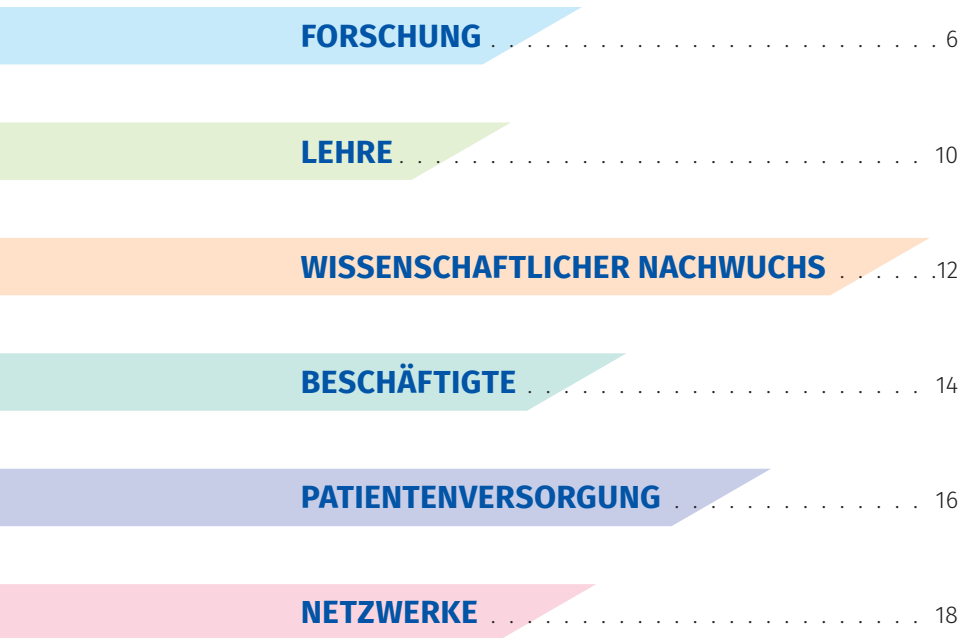 FORSCHUNG . . . . . . . . . . . . . . . . . . . . . . . . . 6
LEHRE . . . . . . . . . . . . . . . . . . . . . . . . . . . . . 10
WISSENSCHAFTLICHER NACHWUCHS . . . . . .12
BESCHÄFTIGTE . . . . . . . . . . . . . . . . . . . . . . 14
PATIENTENVERSORGUNG . . . . . . . . . . . . . . 16
NETZWERKE . . . . . . . . . . . . . . . . . . . . . . . . 18